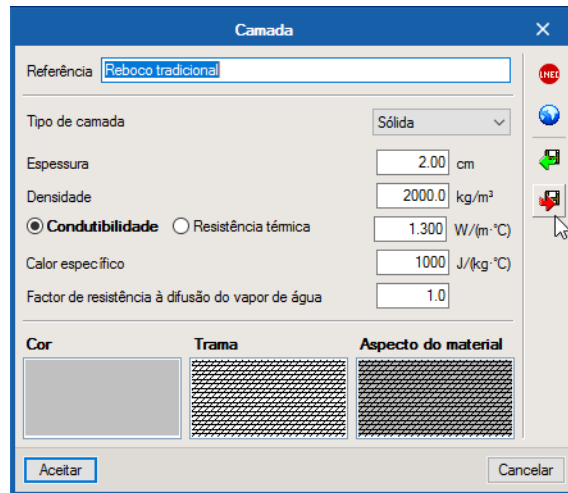 Camada
Referência Reboco tradicional
LNEC
Tipo de camada Sólida
Espessura 2.00 cm
Densidade 2000.0 kg/m³
Condutibilidade Resistência térmica 1.300 W/(m·°C)
Calor específico 1000 J/(kg·°C)
Factor de resistência à difusão do vapor de água 1.0
Cor Trama Aspecto do material
Aceitar Cancelar